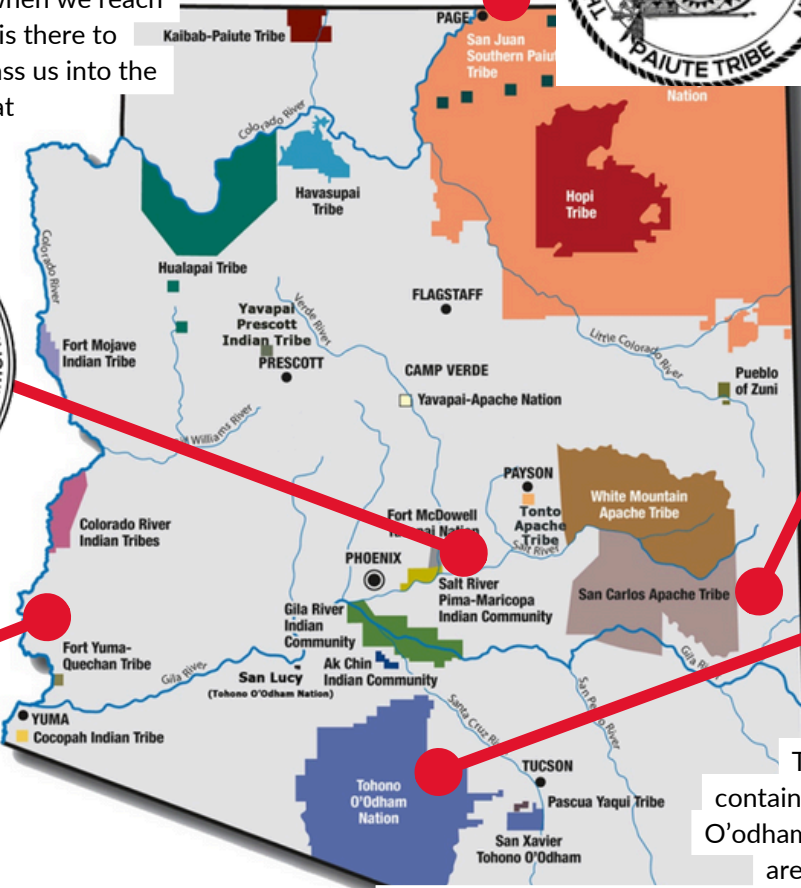 when we reach
is there to
ass us into the
at
PAIUTE TRIBE
PAGE
Kaibab-Paiute Tribe
San Juan
Southern
Tribe
Nation
Colorado River
Havasupai
Tribe
Hopi
Tribe
Colorado River
Hualapai Tribe
FLAGSTAFF
Verde River
Yavapai
Prescott
Indian Tribe
PRESCOTT
Little Colorado River
Fort Mojave
Indian Tribe
CAMP VERDE
Yavapai-Apache Nation
Pueblo
of Zuni
Williams River
PAYSON
Tonto
Apache
Tribe
White Mountain
Apache Tribe
Colorado River
Indian Tribes
Fort McDowell
Nation
Salt River
PHOENIX
Salt River
Pima-Maricopa
Indian Community
San Carlos Apache Tribe
Gila River
Indian
Community
Fort Yuma-
Quechan Tribe
Ak Chin
Indian Community
Gila River
San Lucy
(Tohono O'Odham Nation)
Gila River
Santa Cruz
San River
YUMA
Cocopah Indian Tribe
TUCSON
Tohono
O'Odham
Nation
Pascua Yaqui Tribe
San Xavier
Tohono O'Odham
T
contain
O'odham
are